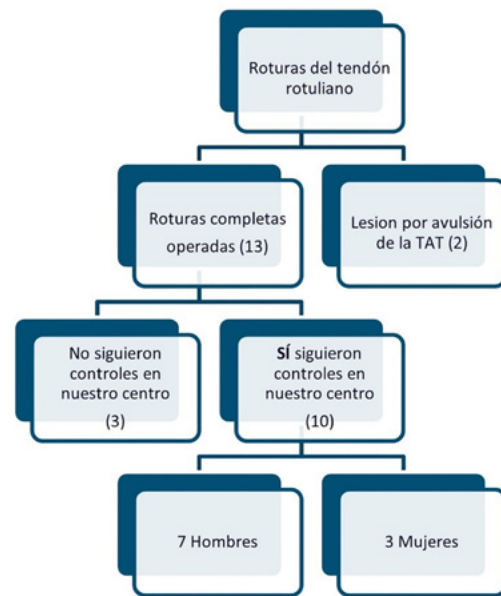 Roturas del tendón
rotuliano
Roturas completas
operadas (13)
Lesion por avulsión
de la TAT (2)
No siguieron
controles en
nuestro centro
(3)
SÍ siguieron
controles en
nuestro centro
(10)
7 Hombres
3 Mujeres